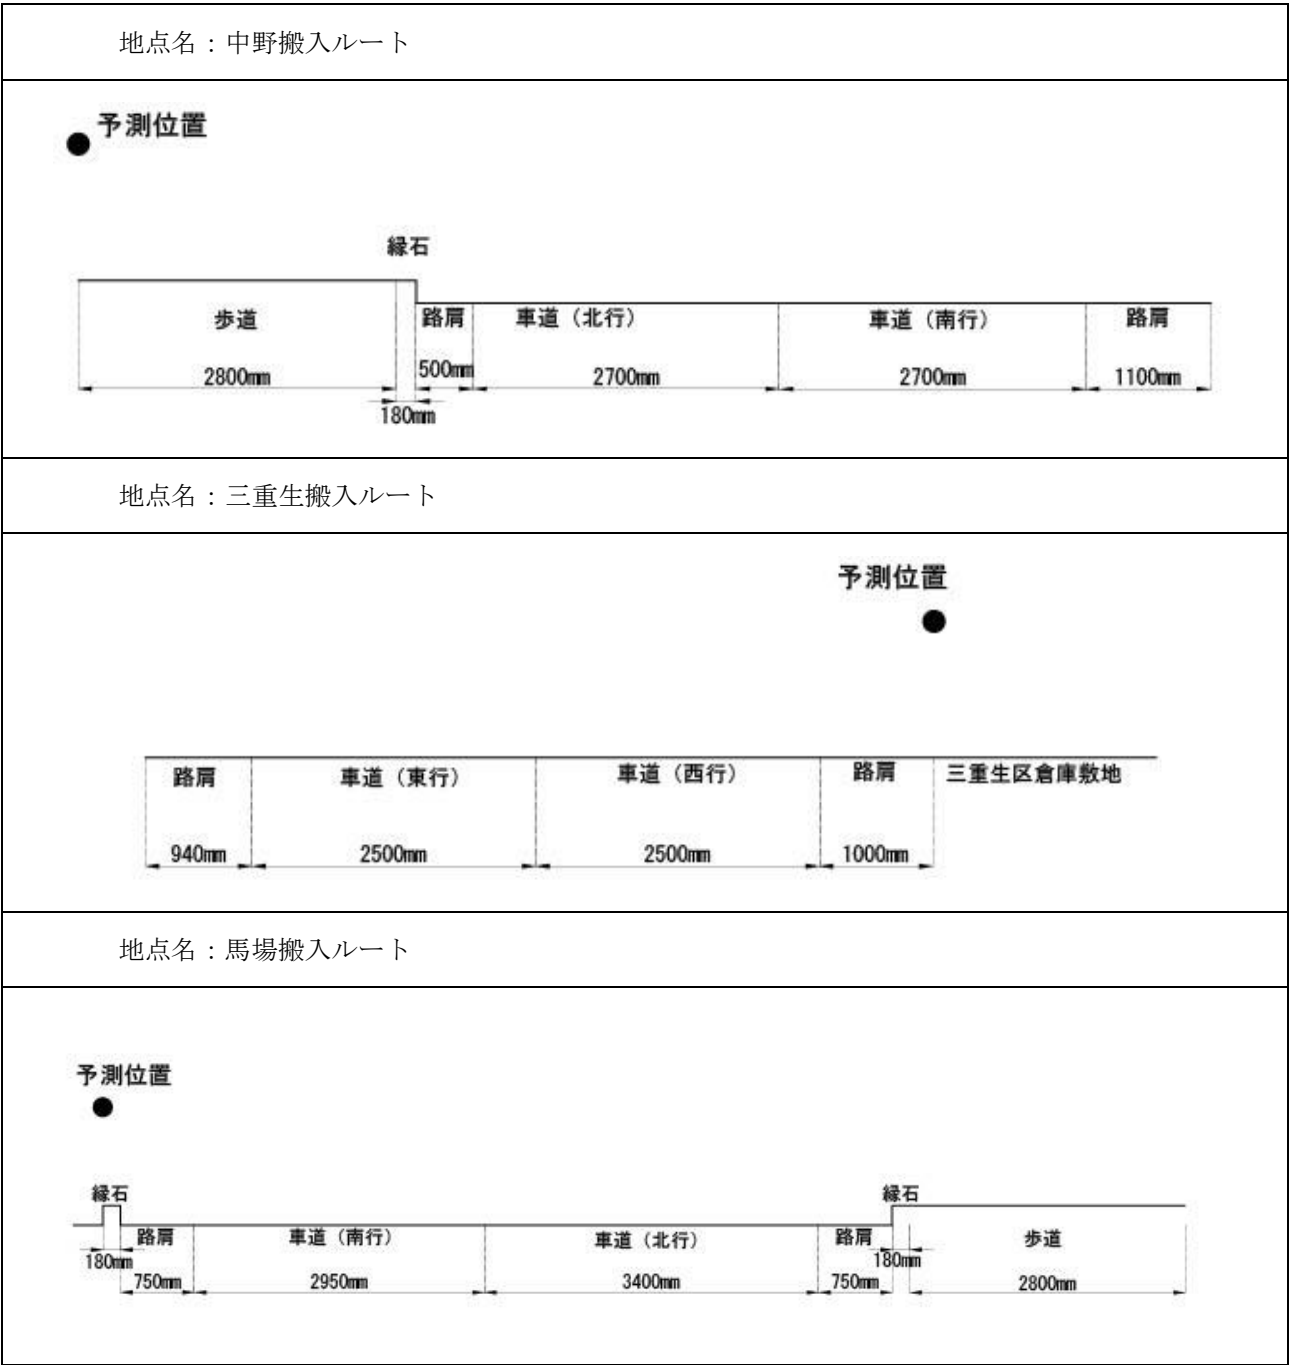 地点名：中野搬入ルート
予測位置
縁石
歩道 路肩 車道（北行） 車道（南行） 路肩
2800mm 500mm 2700mm 2700mm 1100mm
180mm
地点名：三重生搬入ルート
予測位置
路肩 車道（東行） 車道（西行） 路肩 三重生区倉庫敷地
940mm 2500mm 2500mm 1000mm
地点名：馬場搬入ルート
予測位置
縁石 縁石
路肩 車道（南行） 車道（北行） 路肩 歩道
180mm 180mm
750mm 2950mm 3400mm 750mm 2800mm